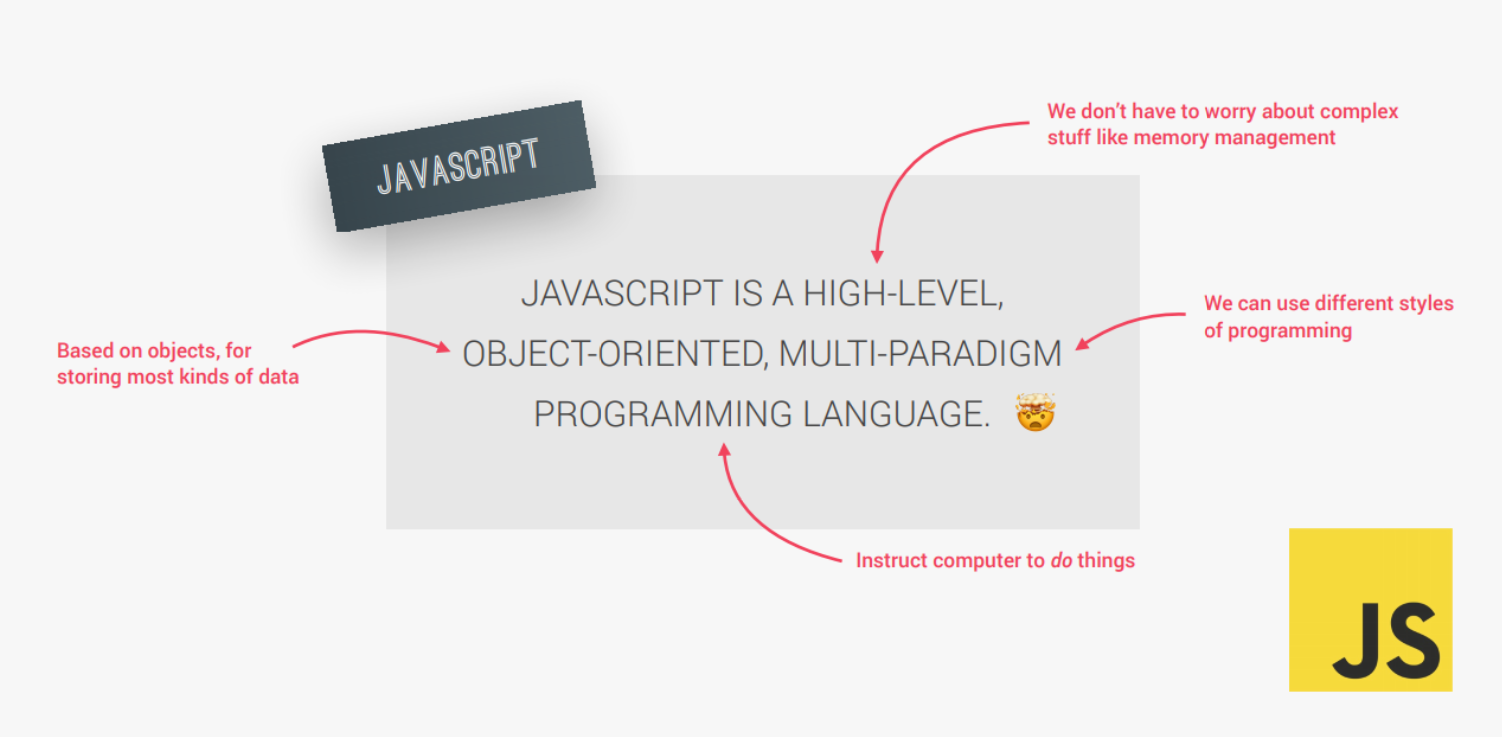 JAVASCRIPT
We don’t have to worry about complex
stuff like memory management
JAVASCRIPT IS A HIGH-LEVEL,
OBJECT-ORIENTED, MULTI-PARADIGM
PROGRAMMING LANGUAGE. 🤯
We can use different styles
of programming
Based on objects, for
storing most kinds of data
Instruct computer to do things
JS